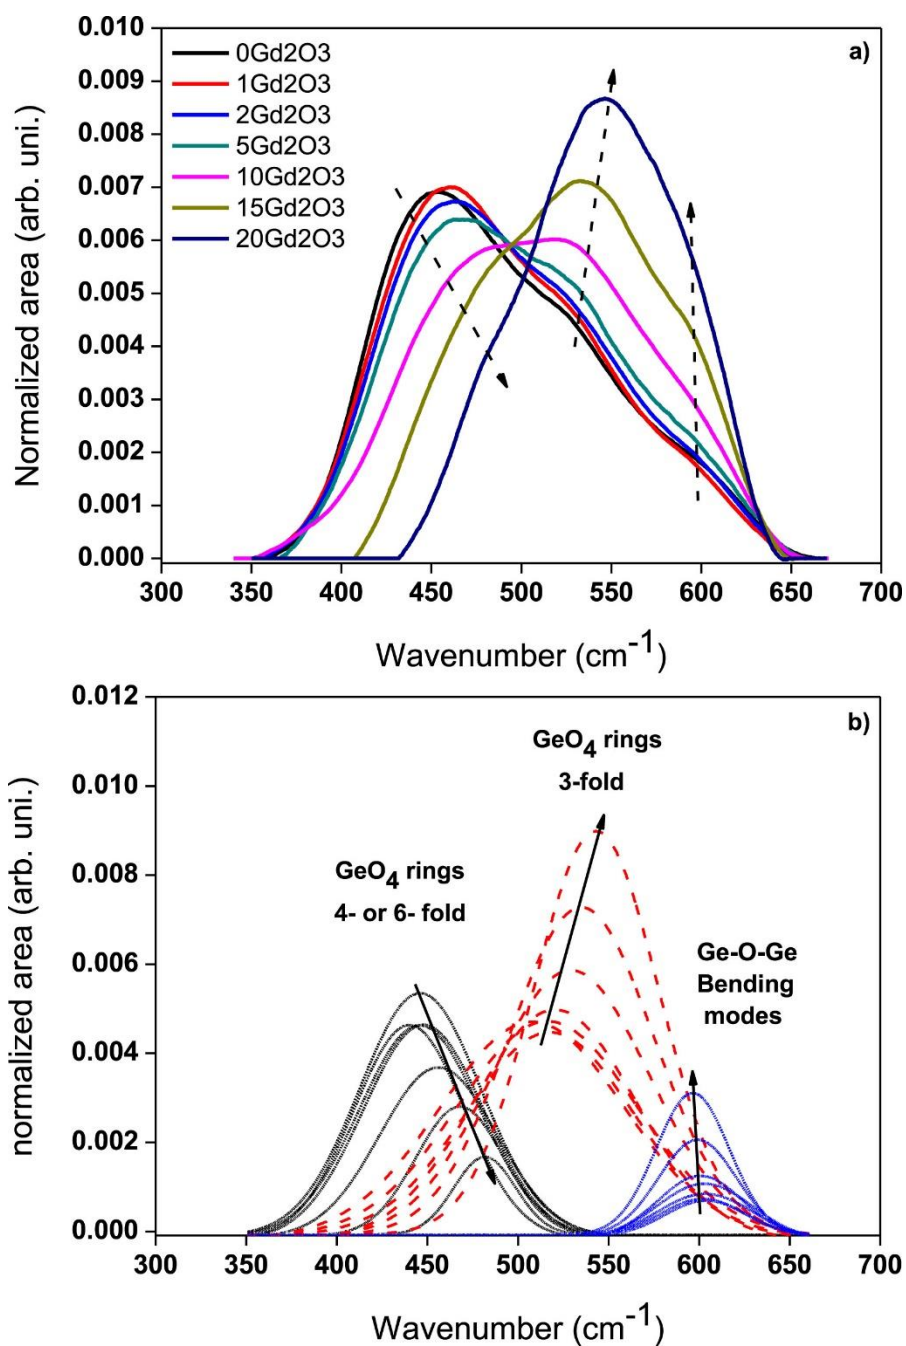 0.010
0.009
0.008
0.007
0.006
0.005
0.004
0.003
0.002
0.001
0.000
Normalized area (arb. uni.)
0Gd2O3
1Gd2O3
2Gd2O3
5Gd2O3
10Gd2O3
15Gd2O3
20Gd2O3
a)
300 350 400 450 500 550 600 650 700
Wavenumber (cm-1)
0.012
0.010
0.008
0.006
0.004
0.002
0.000
normalized area (arb. uni.)
b)
GeO4 rings
3-fold
GeO4 rings
4- or 6- fold
Ge-O-Ge
Bending
modes
300 350 400 450 500 550 600 650 700
Wavenumber (cm-1)